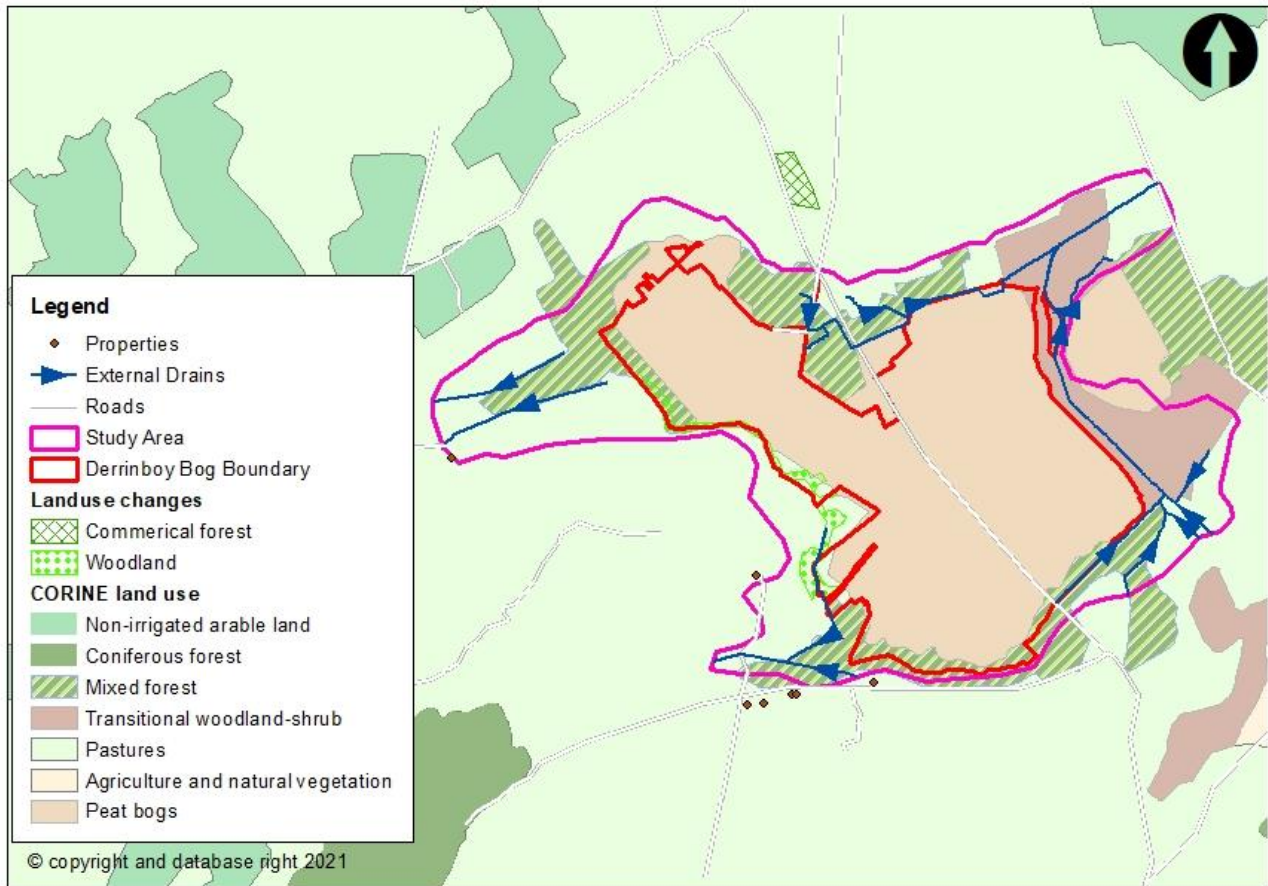 Legend
Properties
External Drains
Roads
Study Area
Derrinboy Bog Boundary
Landuse changes
Commerical forest
Woodland
CORINE land use
Non-irrigated arable land
Coniferous forest
Mixed forest
Transitional woodland-shrub
Pastures
Agriculture and natural vegetation
Peat bogs
© copyright and database right 2021